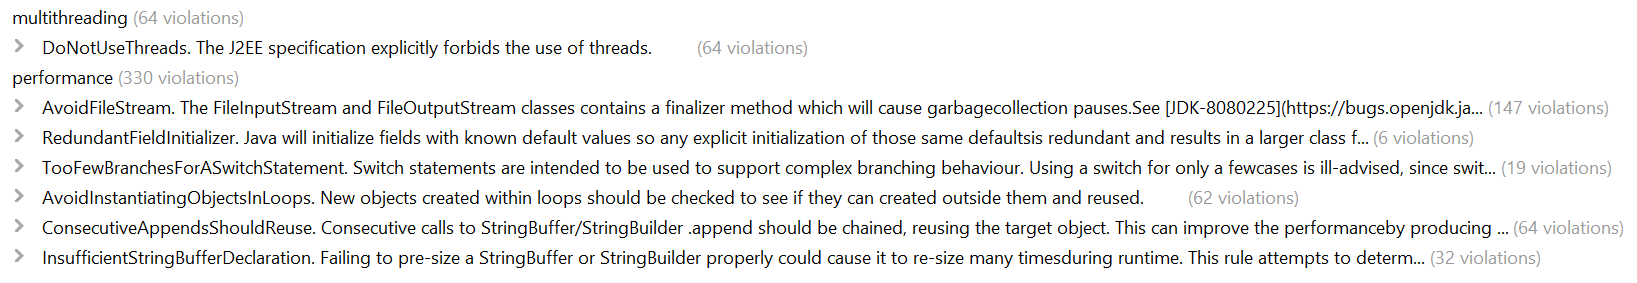 multithreading (64 violations)
DoNotUseThreads. The J2EE specification explicitly forbids the use of threads. (64 violations)
performance (330 violations)
AvoidFileStream. The FileInputStream and FileOutputStream classes contains a finalizer method which will cause garbagecollection pauses.See [JDK-8080225](https://bugs.openjdk.ja... (147 violations)
RedundantFieldInitializer. Java will initialize fields with known default values so any explicit initialization of those same defaultsis redundant and results in a larger class f... (6 violations)
TooFewBranchesForASwitchStatement. Switch statements are intended to be used to support complex branching behaviour. Using a switch for only a fewcases is ill-advised, since swit... (19 violations)
AvoidInstantiatingObjectsInLoops. New objects created within loops should be checked to see if they can created outside them and reused. (62 violations)
ConsecutiveAppendsShouldReuse. Consecutive calls to StringBuffer/StringBuilder .append should be chained, reusing the target object. This can improve the performanceby producing ... (64 violations)
InsufficientStringBufferDeclaration. Failing to pre-size a StringBuffer or StringBuilder properly could cause it to re-size many timesduring runtime. This rule attempts to determ... (32 violations)